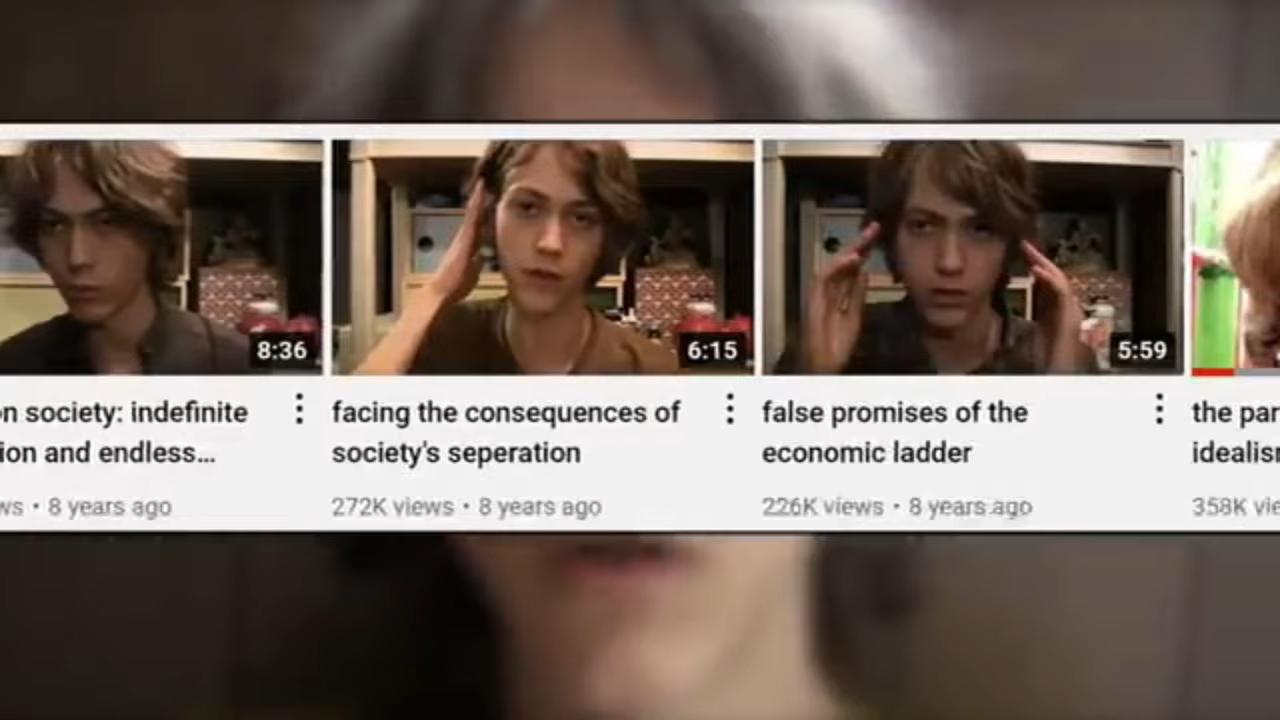 8:36
6:15
5:59
on society: indefinite
facing the consequences of
false promises of the
the par
ion and endless...
society's seperation
economic ladder
idealisr
ws • 8 years ago
272K views • 8 years ago
226K views • 8 years ago
358K vie